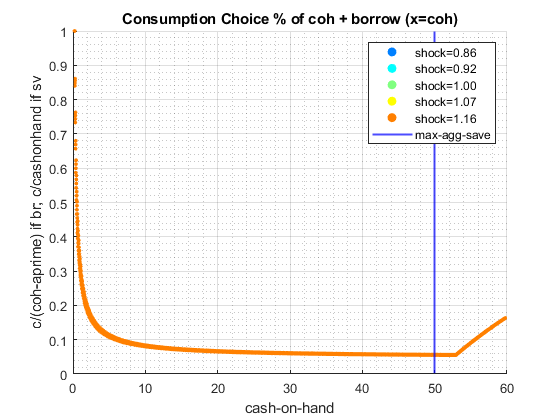 Consumption Choice % of coh + borrow (x=coh)
c/(coh-aprime) if br, c/cashonhand if sv
1
0.9
0.8
0.7
0.6
0.5
0.4
0.3
0.2
0.1
0
shock=0.86
shock=0.92
shock=1.00
shock=1.07
shock=1.16
max-agg-save
0 10 20 30 40 50 60
cash-on-hand